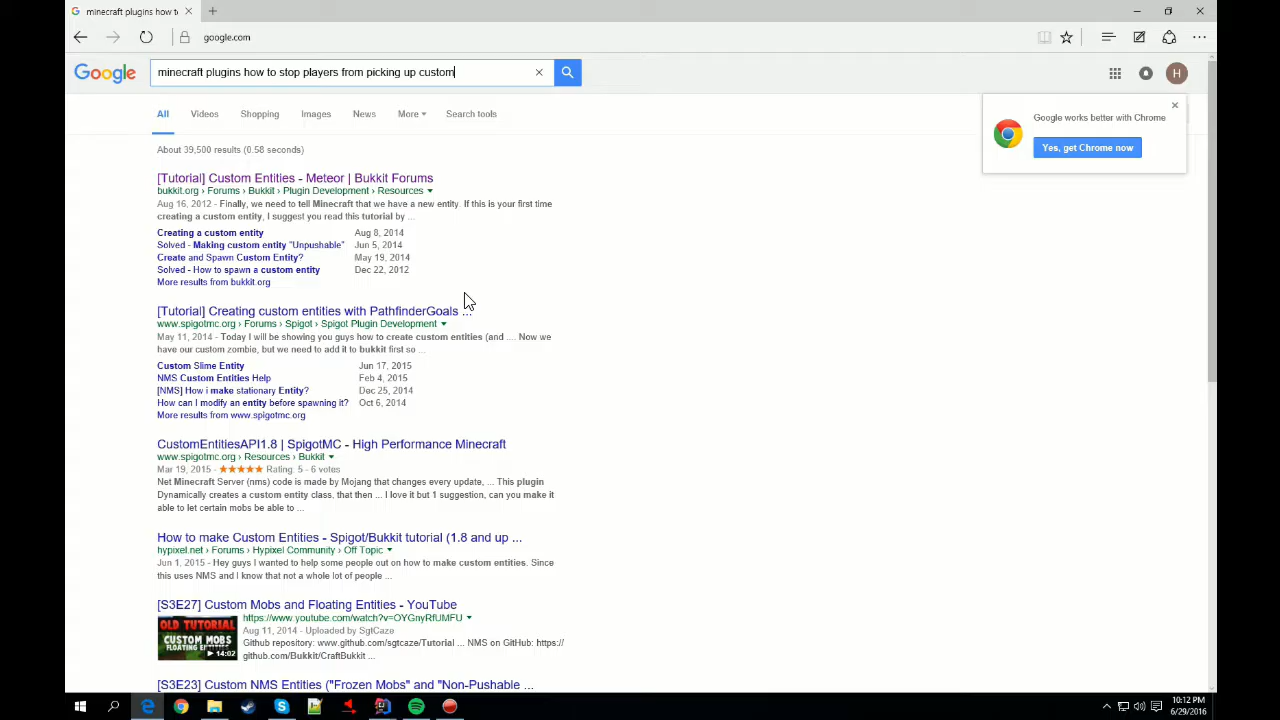 minecraft plugins how to
google.com
Google
minecraft plugins how to stop players from picking up custom
H
All Videos Shopping Images News More Search tools
Google works better with Chrome
Yes, get Chrome now
About 39,500 results (0.58 seconds)
[Tutorial] Custom Entities - Meteor | Bukkit Forums
bukkit.org › Forums › Bukkit › Plugin Development › Resources
Aug 16, 2012 - Finally, we need to tell Minecraft that we have a new entity. If this is your first time
creating a custom entity, I suggest you read this tutorial by ...
Creating a custom entity Aug 8, 2014
Solved - Making custom entity "Unpushable" Jun 5, 2014
Create and Spawn Custom Entity? May 19, 2014
Solved - How to spawn a custom entity Dec 22, 2012
More results from bukkit.org
[Tutorial] Creating custom entities with PathfinderGoals ...
www.spigotmc.org › Forums › Spigot › Spigot Plugin Development
May 11, 2014 - Today I will be showing you guys how to create custom entities (and .... Now we
have our custom zombie, but we need to add it to bukkit first so ...
Custom Slime Entity Jun 17, 2015
NMS Custom Entities Help Feb 4, 2015
[NMS] How i make stationary Entity? Dec 25, 2014
How can I modify an entity before spawning it? Oct 6, 2014
More results from www.spigotmc.org
CustomEntitiesAPI1.8 | SpigotMC - High Performance Minecraft
www.spigotmc.org › Resources › Bukkit
Mar 19, 2015 - Rating: 5 - 6 votes
Net Minecraft Server (nms) code is made by Mojang that changes every update, ... This plugin
Dynamically creates a custom entity class, that then ... I love it but 1 suggestion, can you make it
able to let certain mobs be able to ...
How to make Custom Entities - Spigot/Bukkit tutorial (1.8 and up ...
hypixel.net › Forums › Hypixel Community › Off Topic
Jun 1, 2015 - Hey guys I wanted to help some people out on how to make custom entities. Since
this uses NMS and I know that not a whole lot of people ...
[S3E27] Custom Mobs and Floating Entities - YouTube
https://www.youtube.com/watch?v=OYGnyRfUMFU
Aug 11, 2014 - Uploaded by SgtCaze
Github repository: www.github.com/sgtcaze/Tutorial ... NMS on GitHub: https://
github.com/Bukkit/CraftBukkit ...
OLD TUTORIAL
CUSTOM MOBS
FLOATING ENTITIES
14:02
[S3E23] Custom NMS Entities ("Frozen Mobs" and "Non-Pushable ...
10:12 PM
6/29/2016